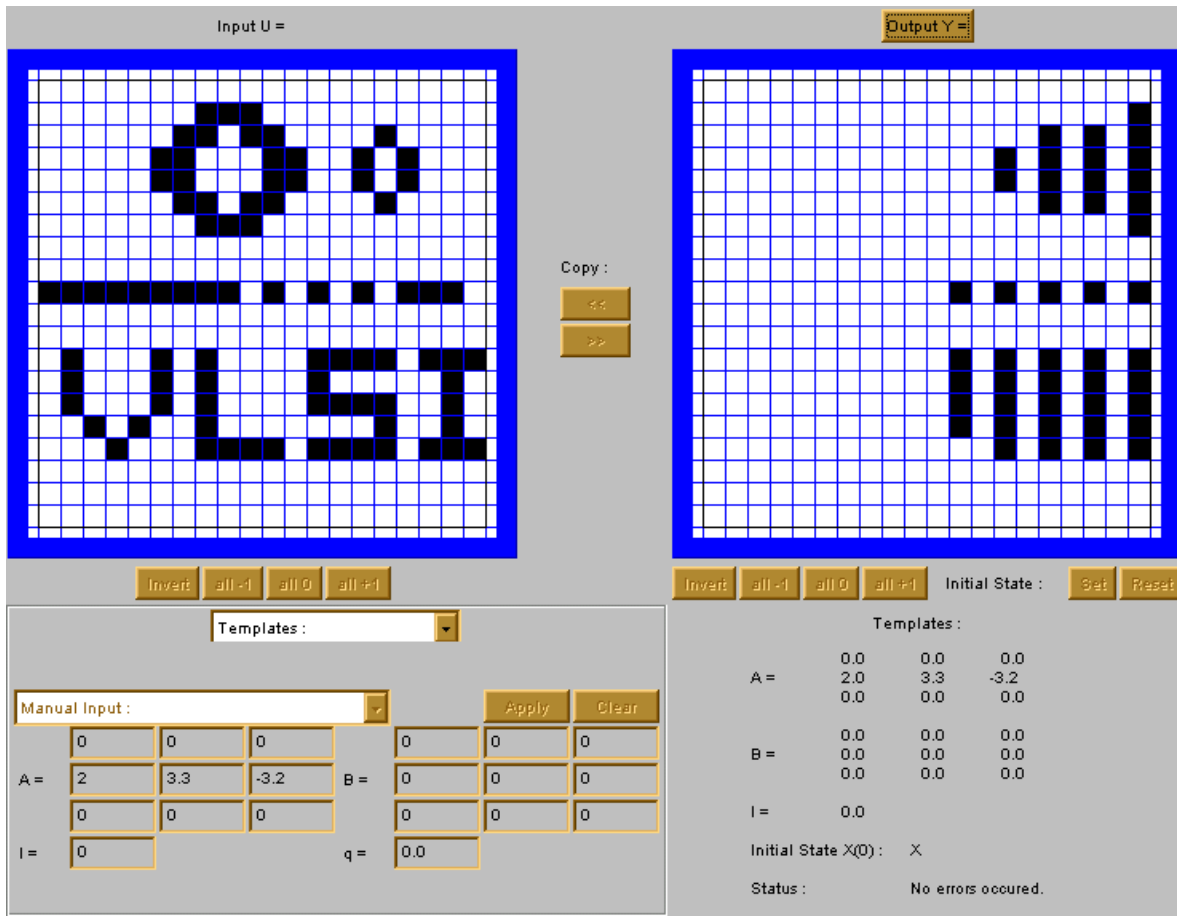 Input U =
Output Y =
VLSI
Copy :
<<
>>
Invert all -1 all 0 all +1
Invert all -1 all 0 all +1 Initial State : Set Reset
Templates :
Manual Input : Apply Clear
0 0 0 0 0 0
A = 2 3.3 -3.2 B = 0 0 0
0 0 0 0 0 0
I = 0 q = 0.0
Templates :
0.0 0.0 0.0
A = 2.0 3.3 -3.2
0.0 0.0 0.0
0.0 0.0 0.0
B = 0.0 0.0 0.0
0.0 0.0 0.0
I = 0.0
Initial State X(0) : X
Status : No errors occured.